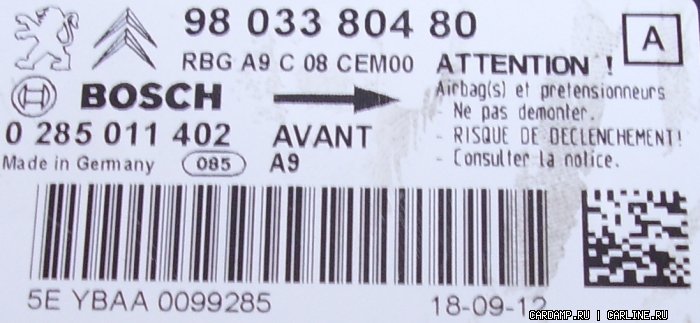 98 033 804 80
A
RBG A9 C 08 CEM00
ATTENTION !
Airbag(s) et pretensionneurs
- Ne pas demonter.
- RISQUE DE DECLENCHEMENT!
- Consulter la notice.
BOSCH
0 285 011 402
AVANT
Made in Germany
085
A9
5E YBAA 0099285
18-09-12
CARDAMP.RU | CARLINE.RU